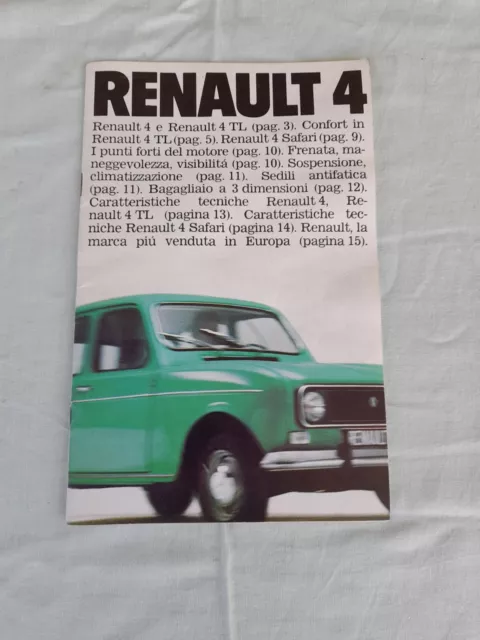 RENAULT 4
Renault 4 e Renault 4 TL (pag. 3). Confort in
Renault 4 TL (pag. 5). Renault 4 Safari (pag. 9).
I punti forti del motore (pag. 10). Frenata, ma-
neggevolezza, visibilitá (pag. 10). Sospensione,
climatizzazione (pag. 11). Sedili antifatica
(pag. 11). Bagagliaio a 3 dimensioni (pag. 12).
Caratteristiche tecniche Renault 4, Re-
nault 4 TL (pagina 13). Caratteristiche tec-
niche Renault 4 Safari (pagina 14). Renault, la
marca piú venduta in Europa (pagina 15).